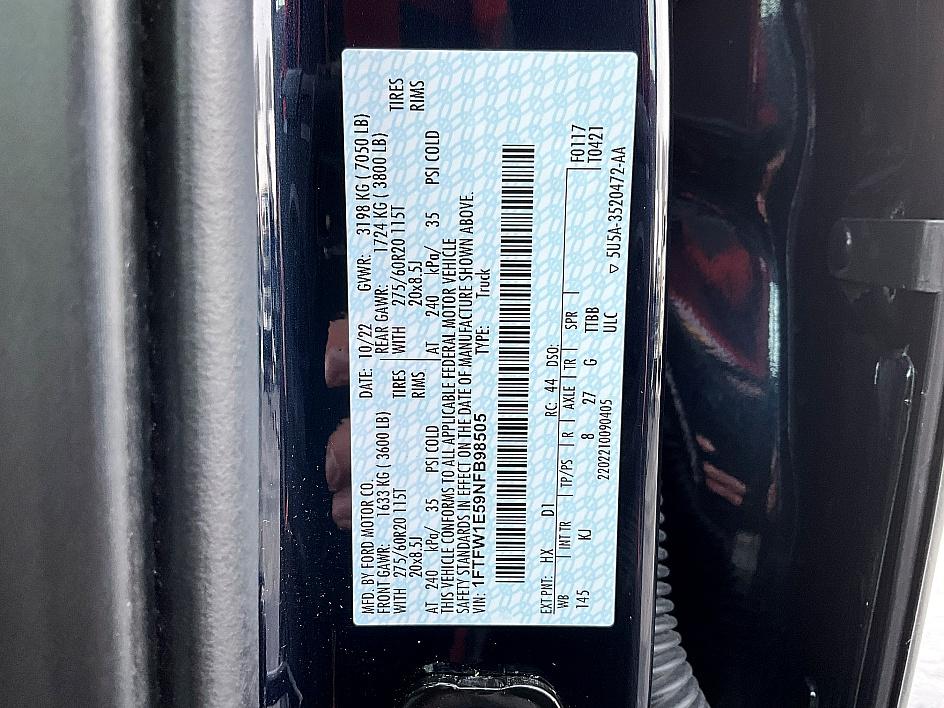 MFD. BY FORD MOTOR CO. DATE: 10/22 GVWR: 3198 KG ( 7050 LB)
FRONT GAWR: 1633 KG ( 3600 LB) REAR GAWR: 1724 KG ( 3800 LB)
WITH 275/60R20 115T TIRES WITH 275/60R20 115T TIRES
20x8.5J RIMS 20x8.5J RIMS
AT 240 kPa/ 35 PSI COLD AT 240 kPa/ 35 PSI COLD
THIS VEHICLE CONFORMS TO ALL APPLICABLE FEDERAL MOTOR VEHICLE
SAFETY STANDARDS IN EFFECT ON THE DATE OF MANUFACTURE SHOWN ABOVE.
VIN: 1FTFW1E59NFB98505 TYPE: Truck
EXT PNT: HX D1 RC: 44 DSO: F0117
WB INT TR TP/PS R AXLE TR SPR T0421
145 KJ 8 27 G TTBB
ULC ▽ 5U5A-3520472-AA
2202210090405